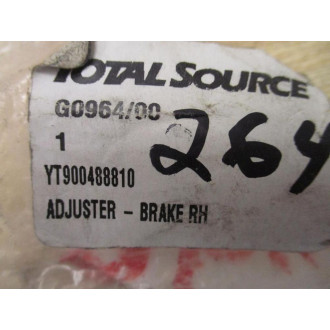 TOTAL SOURCE
G0964/00
1
264
YT900488810
ADJUSTER - BRAKE RH